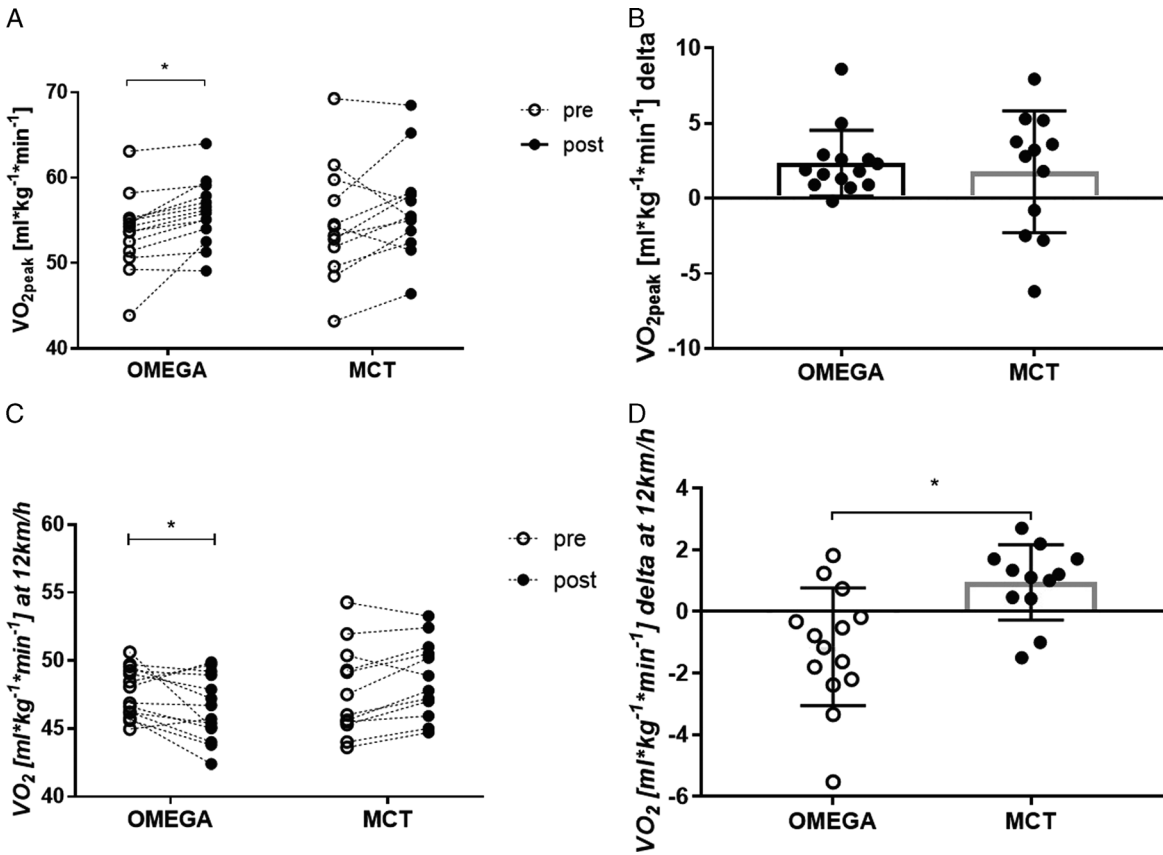 A
VO2peak [ml*kg-1*min-1]
70
60
50
40
*
OMEGA
MCT
pre
post
B
VO2peak [ml*kg-1*min-1] delta
10
5
0
-5
-10
OMEGA
MCT
C
VO2 [ml*kg-1*min-1] at 12km/h
60
55
50
45
40
*
OMEGA
MCT
pre
post
D
VO2 [ml*kg-1*min-1] delta at 12km/h
4
2
0
-2
-4
-6
*
OMEGA
MCT